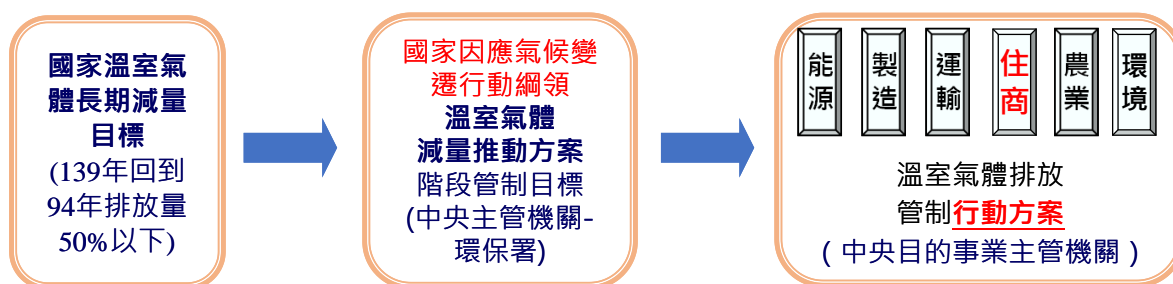 國家溫室氣
體長期減量
目標
(139年回到
94年排放量
50%以下)
國家因應氣候變
遷行動綱領
溫室氣體
減量推動方案
階段管制目標
(中央主管機關-
環保署)
能源
製造
運輸
住商
農業
環境
溫室氣體排放
管制行動方案
(中央目的事業主管機關)